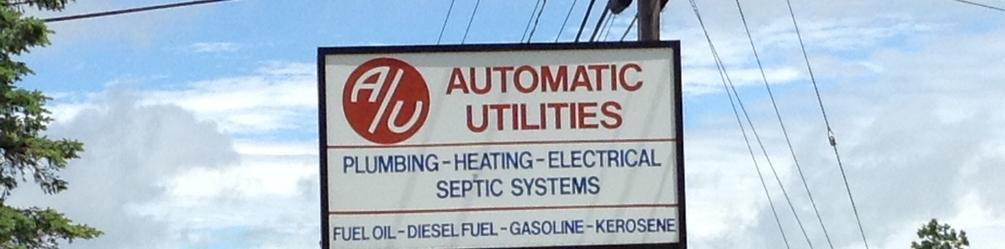 A/U
AUTOMATIC
UTILITIES
PLUMBING-HEATING-ELECTRICAL
SEPTIC SYSTEMS
FUEL OIL-DIESEL FUEL-GASOLINE-KEROSENE